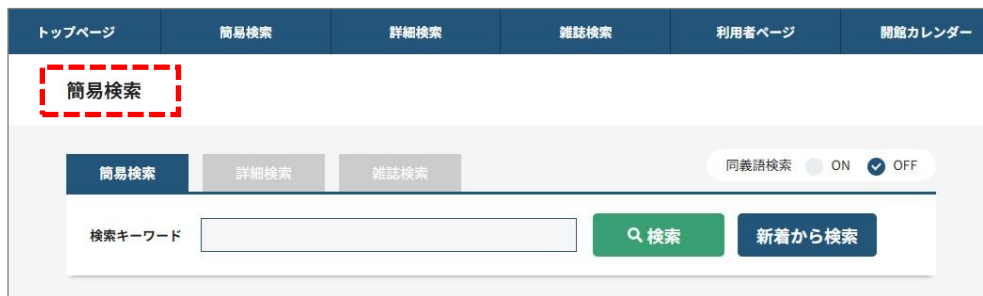 トップページ 簡易検索 詳細検索 雑誌検索 利用者ページ 開館カレンダー
簡易検索
簡易検索 詳細検索 雑誌検索 同義語検索 ON OFF
検索キーワード 検索 新着から検索